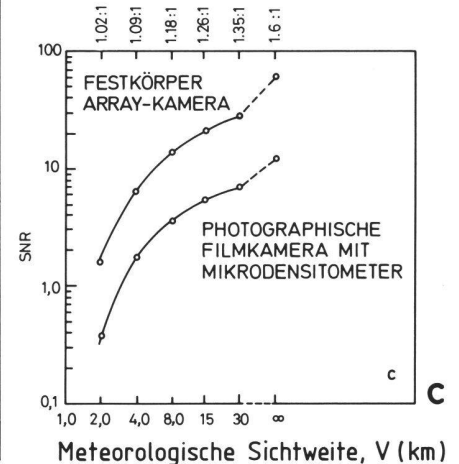 1.02:1 1.09:1 1.18:1 1.26:1 1.35:1 1.6:1
100
FESTKÖRPER
ARRAY-KAMERA
10
PHOTOGRAPHISCHE
FILMKAMERA MIT
MIKRODENSITOMETER
SNR
1,0
c
C
0,1
1,0 2,0 4,0 8,0 15 30 ∞
Meteorologische Sichtweite, V (km)